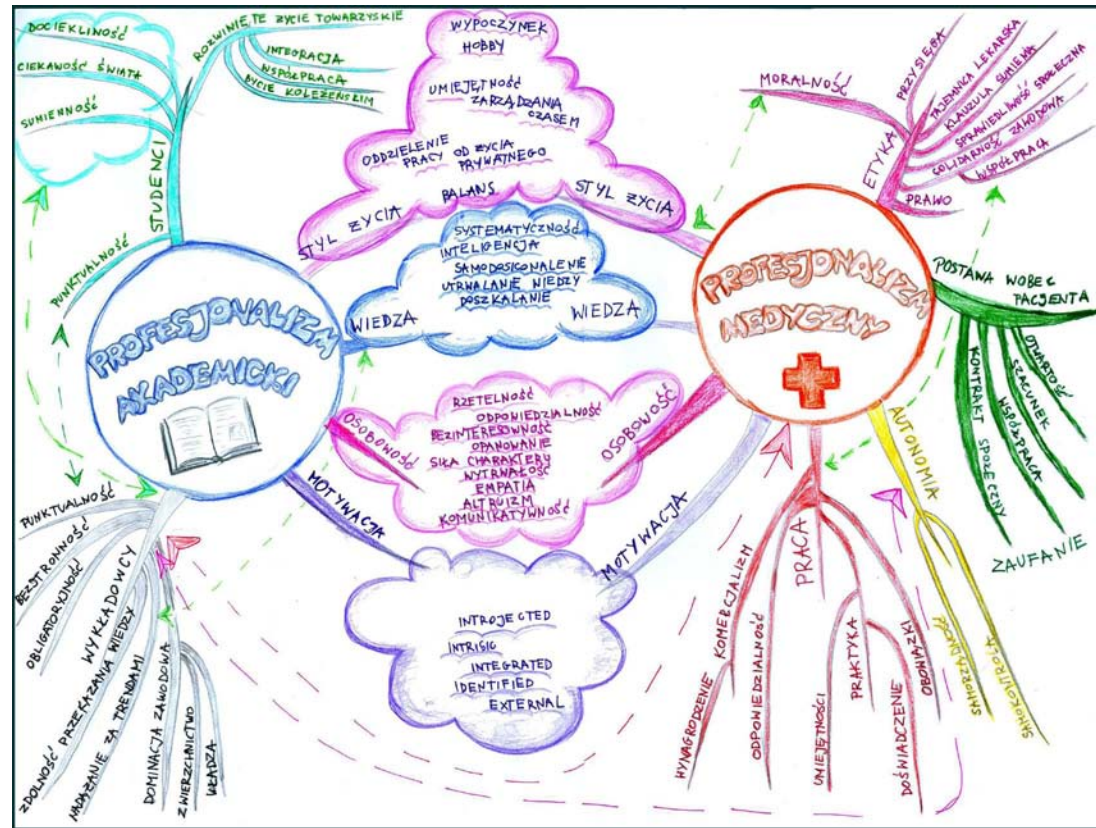 DOCIEKLIWOŚĆ
CIEKAWOŚĆ ŚWIATA
SUMIENNOŚĆ
STUDENCI
PUNKTUALNOŚĆ
ROZWINIĘTE ŻYCIE TOWARZYSKIE
INTEGRACJA
WSPÓŁPRACA
BYCIE KOLEŻEŃSKIM
PROFESJONALIZM
AKADEMICKI
WYPOCZYNEK
HOBBY
UMIEJĘTNOŚĆ
ZARZĄDZANIA
CZASEM
ODDZIELENIE
PRACY OD ŻYCIA
PRYWATNEGO
BALANS
STYL ŻYCIA
STYL ŻYCIA
SYSTEMATYCZNOŚĆ
INTELIGENCJA
SAMODOSKONALENIE
UTRWALANIE WIEDZY
DOSZKALANIE
WIEDZA
WIEDZA
OSOBOWOŚĆ
OSOBOWOŚĆ
RZETELNOŚĆ
ODPOWIEDZIALNOŚĆ
BEZINTERESOWNOŚĆ
OPANOWANIE
SIŁA CHARAKTERU
WYTRWAŁOŚĆ
EMPATIA
ALTRUIZM
KOMUNIKATYWNOŚĆ
MOTYWACJA
MOTYWACJA
INTROJECTED
INTRISIC
INTEGRATED
IDENTIFIED
EXTERNAL
PUNKTUALNOŚĆ
BEZSTRONNOŚĆ
OBLIGATORYJNOŚĆ
WYKŁADOWCY
ZDOLNOŚĆ PRZEKAZANIA WIEDZY
NADĄŻANIE ZA TRENDAMI
DOMINACJA ZAWODOWA
ZWIERZCHNICTWO
WŁADZA
PROFESJONALIZM
MEDYCZNY
MORALNOŚĆ
ETYKA
PRZYSIĘGA
TAJEMNICA LEKARSKA
KLAUZULA SUMIENIA
SPRAWIEDLIWOŚĆ SPOŁECZNA
SOLIDARNOŚĆ ZAWODOWA
WSPÓŁPRACA
PRAWO
POSTAWA WOBEC
PACJENTA
OTWARTOŚĆ
SZACUNEK
WSPÓŁPRACA
KONTRAKT SPOŁECZNY
ZAUFANIE
AUTONOMIA
SAMORZĄDNOŚĆ
SAMOKONTROLA
PRACA
KOMERCJALIZM
WYNAGRODZENIE
ODPOWIEDZIALNOŚĆ
PRAKTYKA
UMIEJĘTNOŚCI
DOŚWIADCZENIE
OBOWIĄZKI